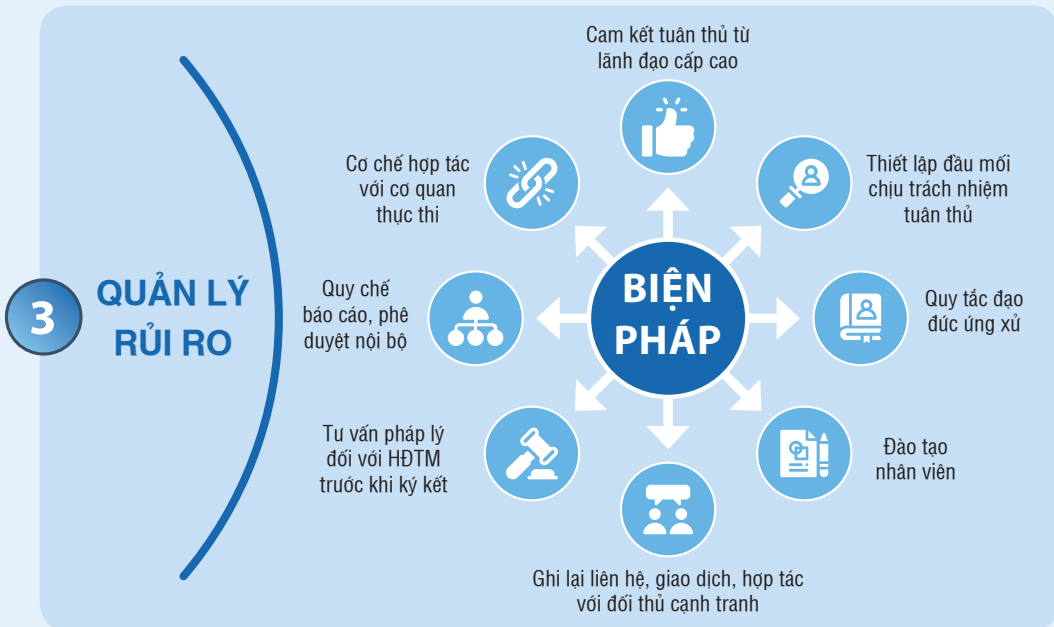 3
QUẢN LÝ
RỦI RO
BIỆN
PHÁP
Cam kết tuân thủ từ
lãnh đạo cấp cao
Thiết lập đầu mối
chịu trách nhiệm
tuân thủ
Quy tắc đạo
đức ứng xử
Đào tạo
nhân viên
Ghi lại liên hệ, giao dịch, hợp tác
với đối thủ cạnh tranh
Tư vấn pháp lý
đối với HĐTM
trước khi ký kết
Quy chế
báo cáo, phê
duyệt nội bộ
Cơ chế hợp tác
với cơ quan
thực thi